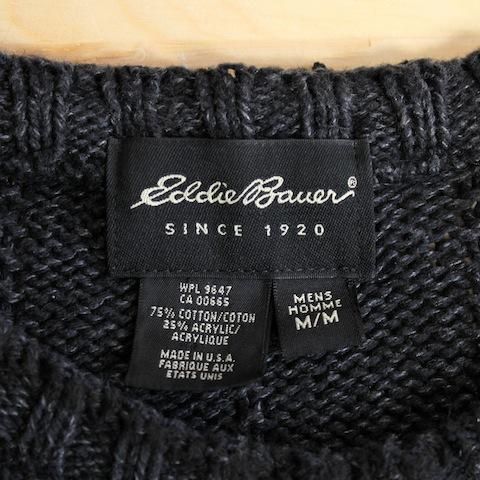 Eddie Bauer®
SINCE 1920
WPL 9647
CA 00665
75% COTTON/COTON
25% ACRYLIC/
ACRYLIQUE
MADE IN U.S.A.
FABRIQUE AUX
ETATS UNIS
MENS
HOMME
M/M